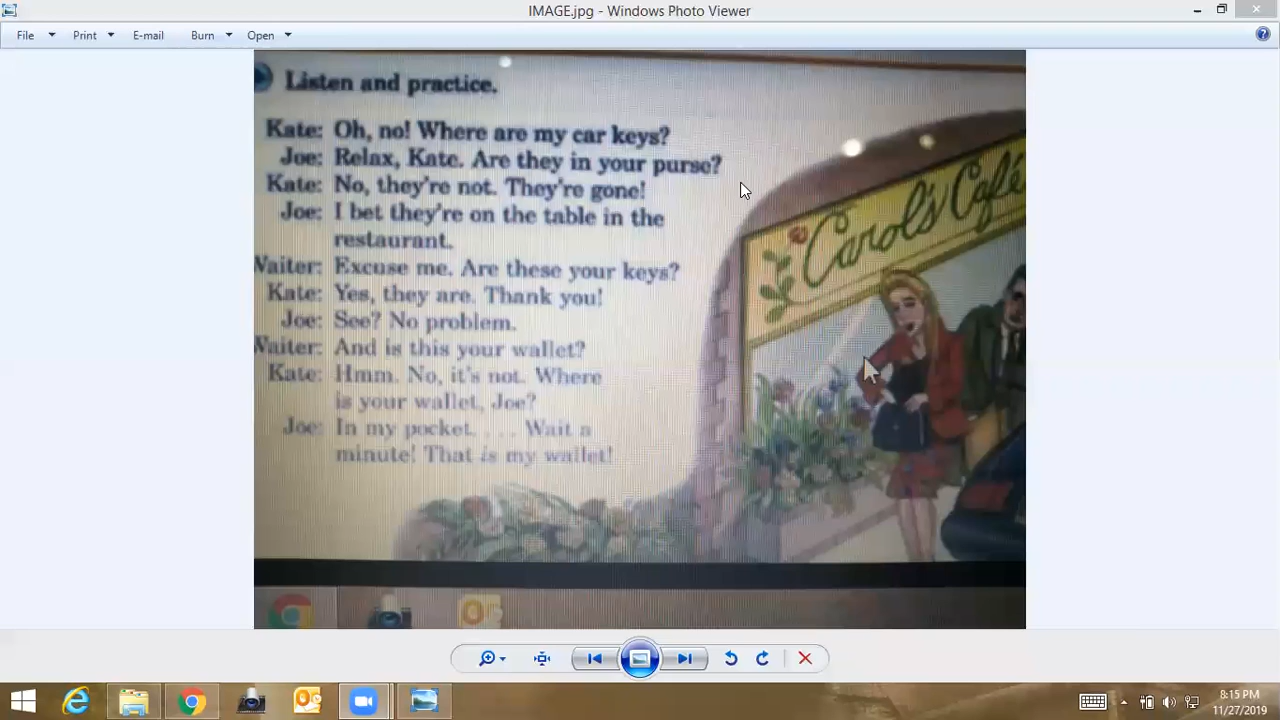 IMAGE.jpg - Windows Photo Viewer
File Print E-mail Burn Open
Listen and practice.
Kate: Oh, no! Where are my car keys?
Joe: Relax, Kate. Are they in your purse?
Kate: No, they're not. They're gone!
Joe: I bet they're on the table in the
restaurant.
Waiter: Excuse me. Are these your keys?
Kate: Yes, they are. Thank you!
Joe: See? No problem.
Waiter: And is this your wallet?
Kate: Hmm. No, it's not. Where
is your wallet, Joe?
Joe: In my pocket. . . . Wait a
minute! That is my wallet!
Carol's Café
8:15 PM
11/27/2019